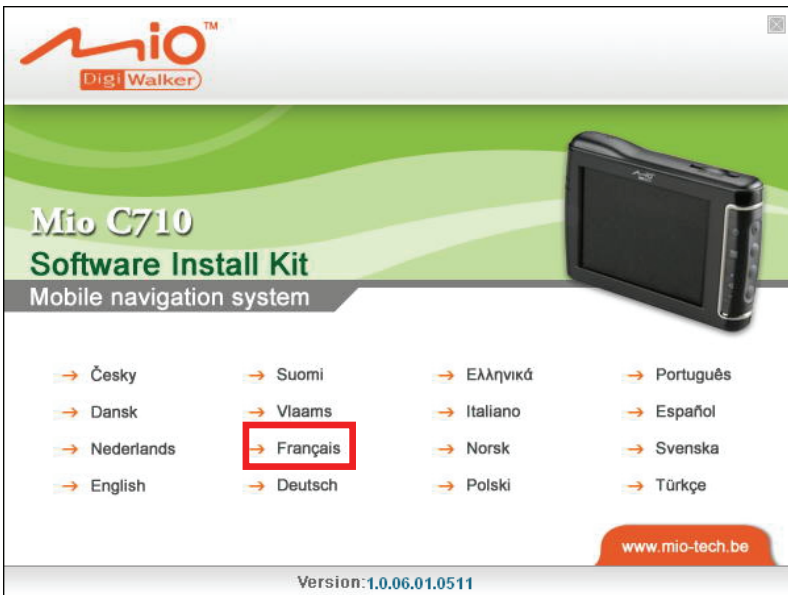 Mio™
Digi Walker
Mio C710
Software Install Kit
Mobile navigation system
Česky
Suomi
Ελληνικά
Português
Dansk
Vlaams
Italiano
Español
Nederlands
Français
Norsk
Svenska
English
Deutsch
Polski
Türkçe
www.mio-tech.be
Version:1.0.06.01.0511